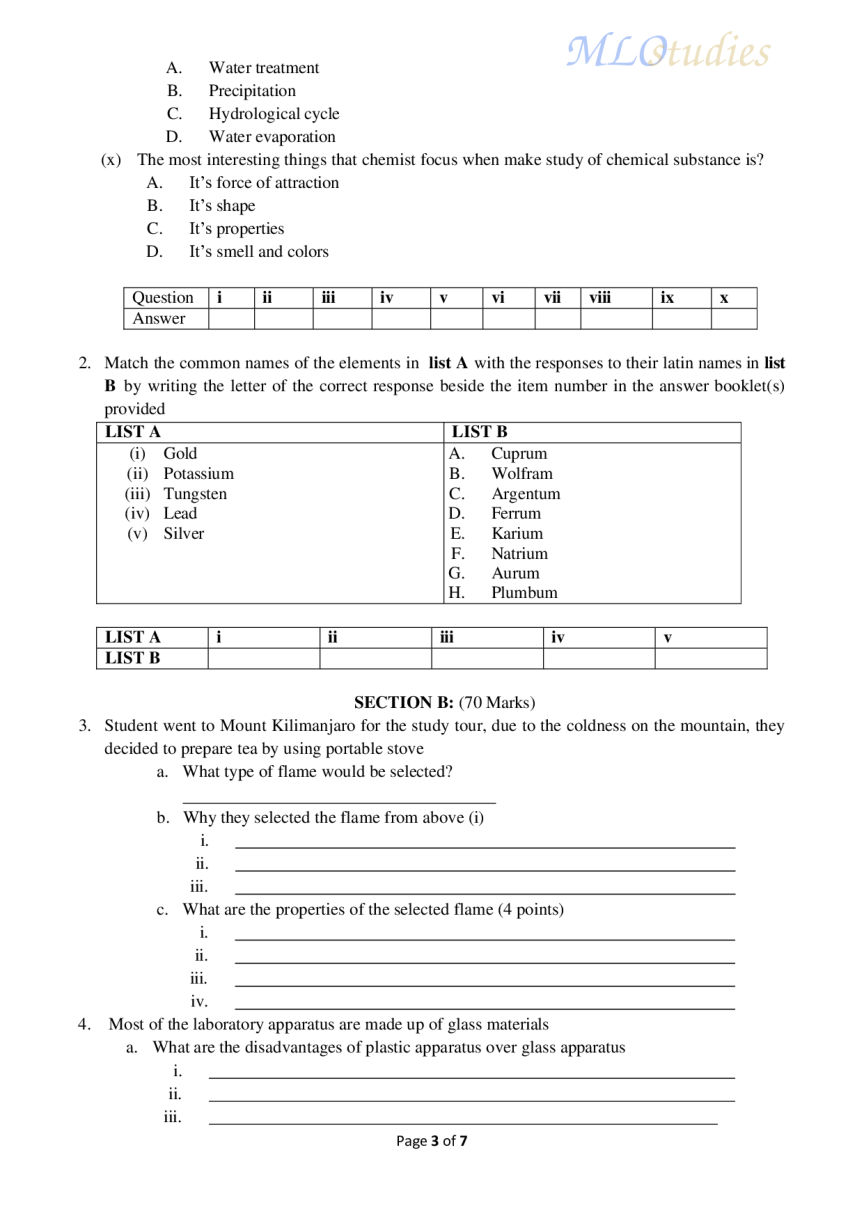 MLOstudies
A. Water treatment
B. Precipitation
C. Hydrological cycle
D. Water evaporation
(x) The most interesting things that chemist focus when make study of chemical substance is?
A. It's force of attraction
B. It's shape
C. It's properties
D. It's smell and colors
Question i ii iii iv v vi vii viii ix x
Answer
2. Match the common names of the elements in list A with the responses to their latin names in list
B by writing the letter of the correct response beside the item number in the answer booklet(s)
provided
LIST A LIST B
(i) Gold A. Cuprum
(ii) Potassium B. Wolfram
(iii) Tungsten C. Argentum
(iv) Lead D. Ferrum
(v) Silver E. Karium
F. Natrium
G. Aurum
H. Plumbum
LIST A i ii iii iv v
LIST B
SECTION B: (70 Marks)
3. Student went to Mount Kilimanjaro for the study tour, due to the coldness on the mountain, they
decided to prepare tea by using portable stove
a. What type of flame would be selected?
b. Why they selected the flame from above (i)
i.
ii.
iii.
c. What are the properties of the selected flame (4 points)
i.
ii.
iii.
iv.
4. Most of the laboratory apparatus are made up of glass materials
a. What are the disadvantages of plastic apparatus over glass apparatus
i.
ii.
iii.
Page 3 of 7